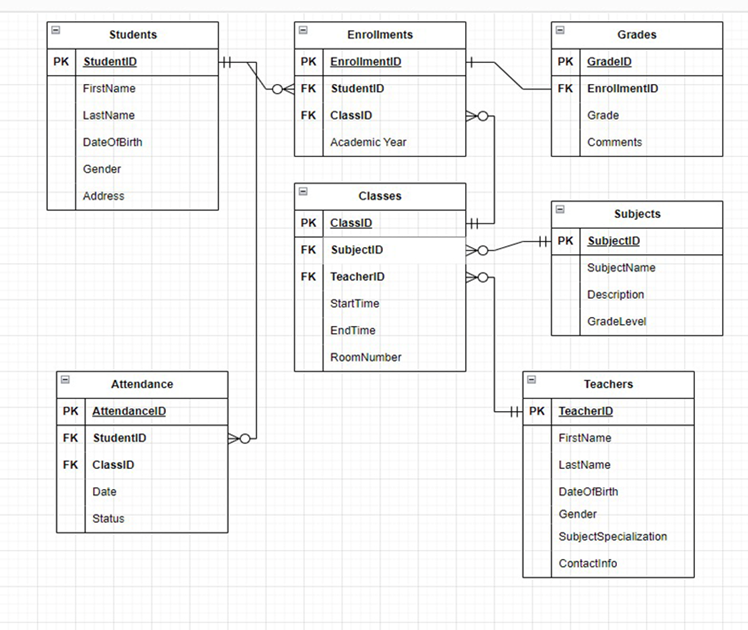 Students
PK StudentID
FirstName
LastName
DateOfBirth
Gender
Address
Enrollments
PK EnrollmentID
FK StudentID
FK ClassID
Academic Year
Grades
PK GradeID
FK EnrollmentID
Grade
Comments
Classes
PK ClassID
FK SubjectID
FK TeacherID
StartTime
EndTime
RoomNumber
Subjects
PK SubjectID
SubjectName
Description
GradeLevel
Attendance
PK AttendanceID
FK StudentID
FK ClassID
Date
Status
Teachers
PK TeacherID
FirstName
LastName
DateOfBirth
Gender
SubjectSpecialization
ContactInfo